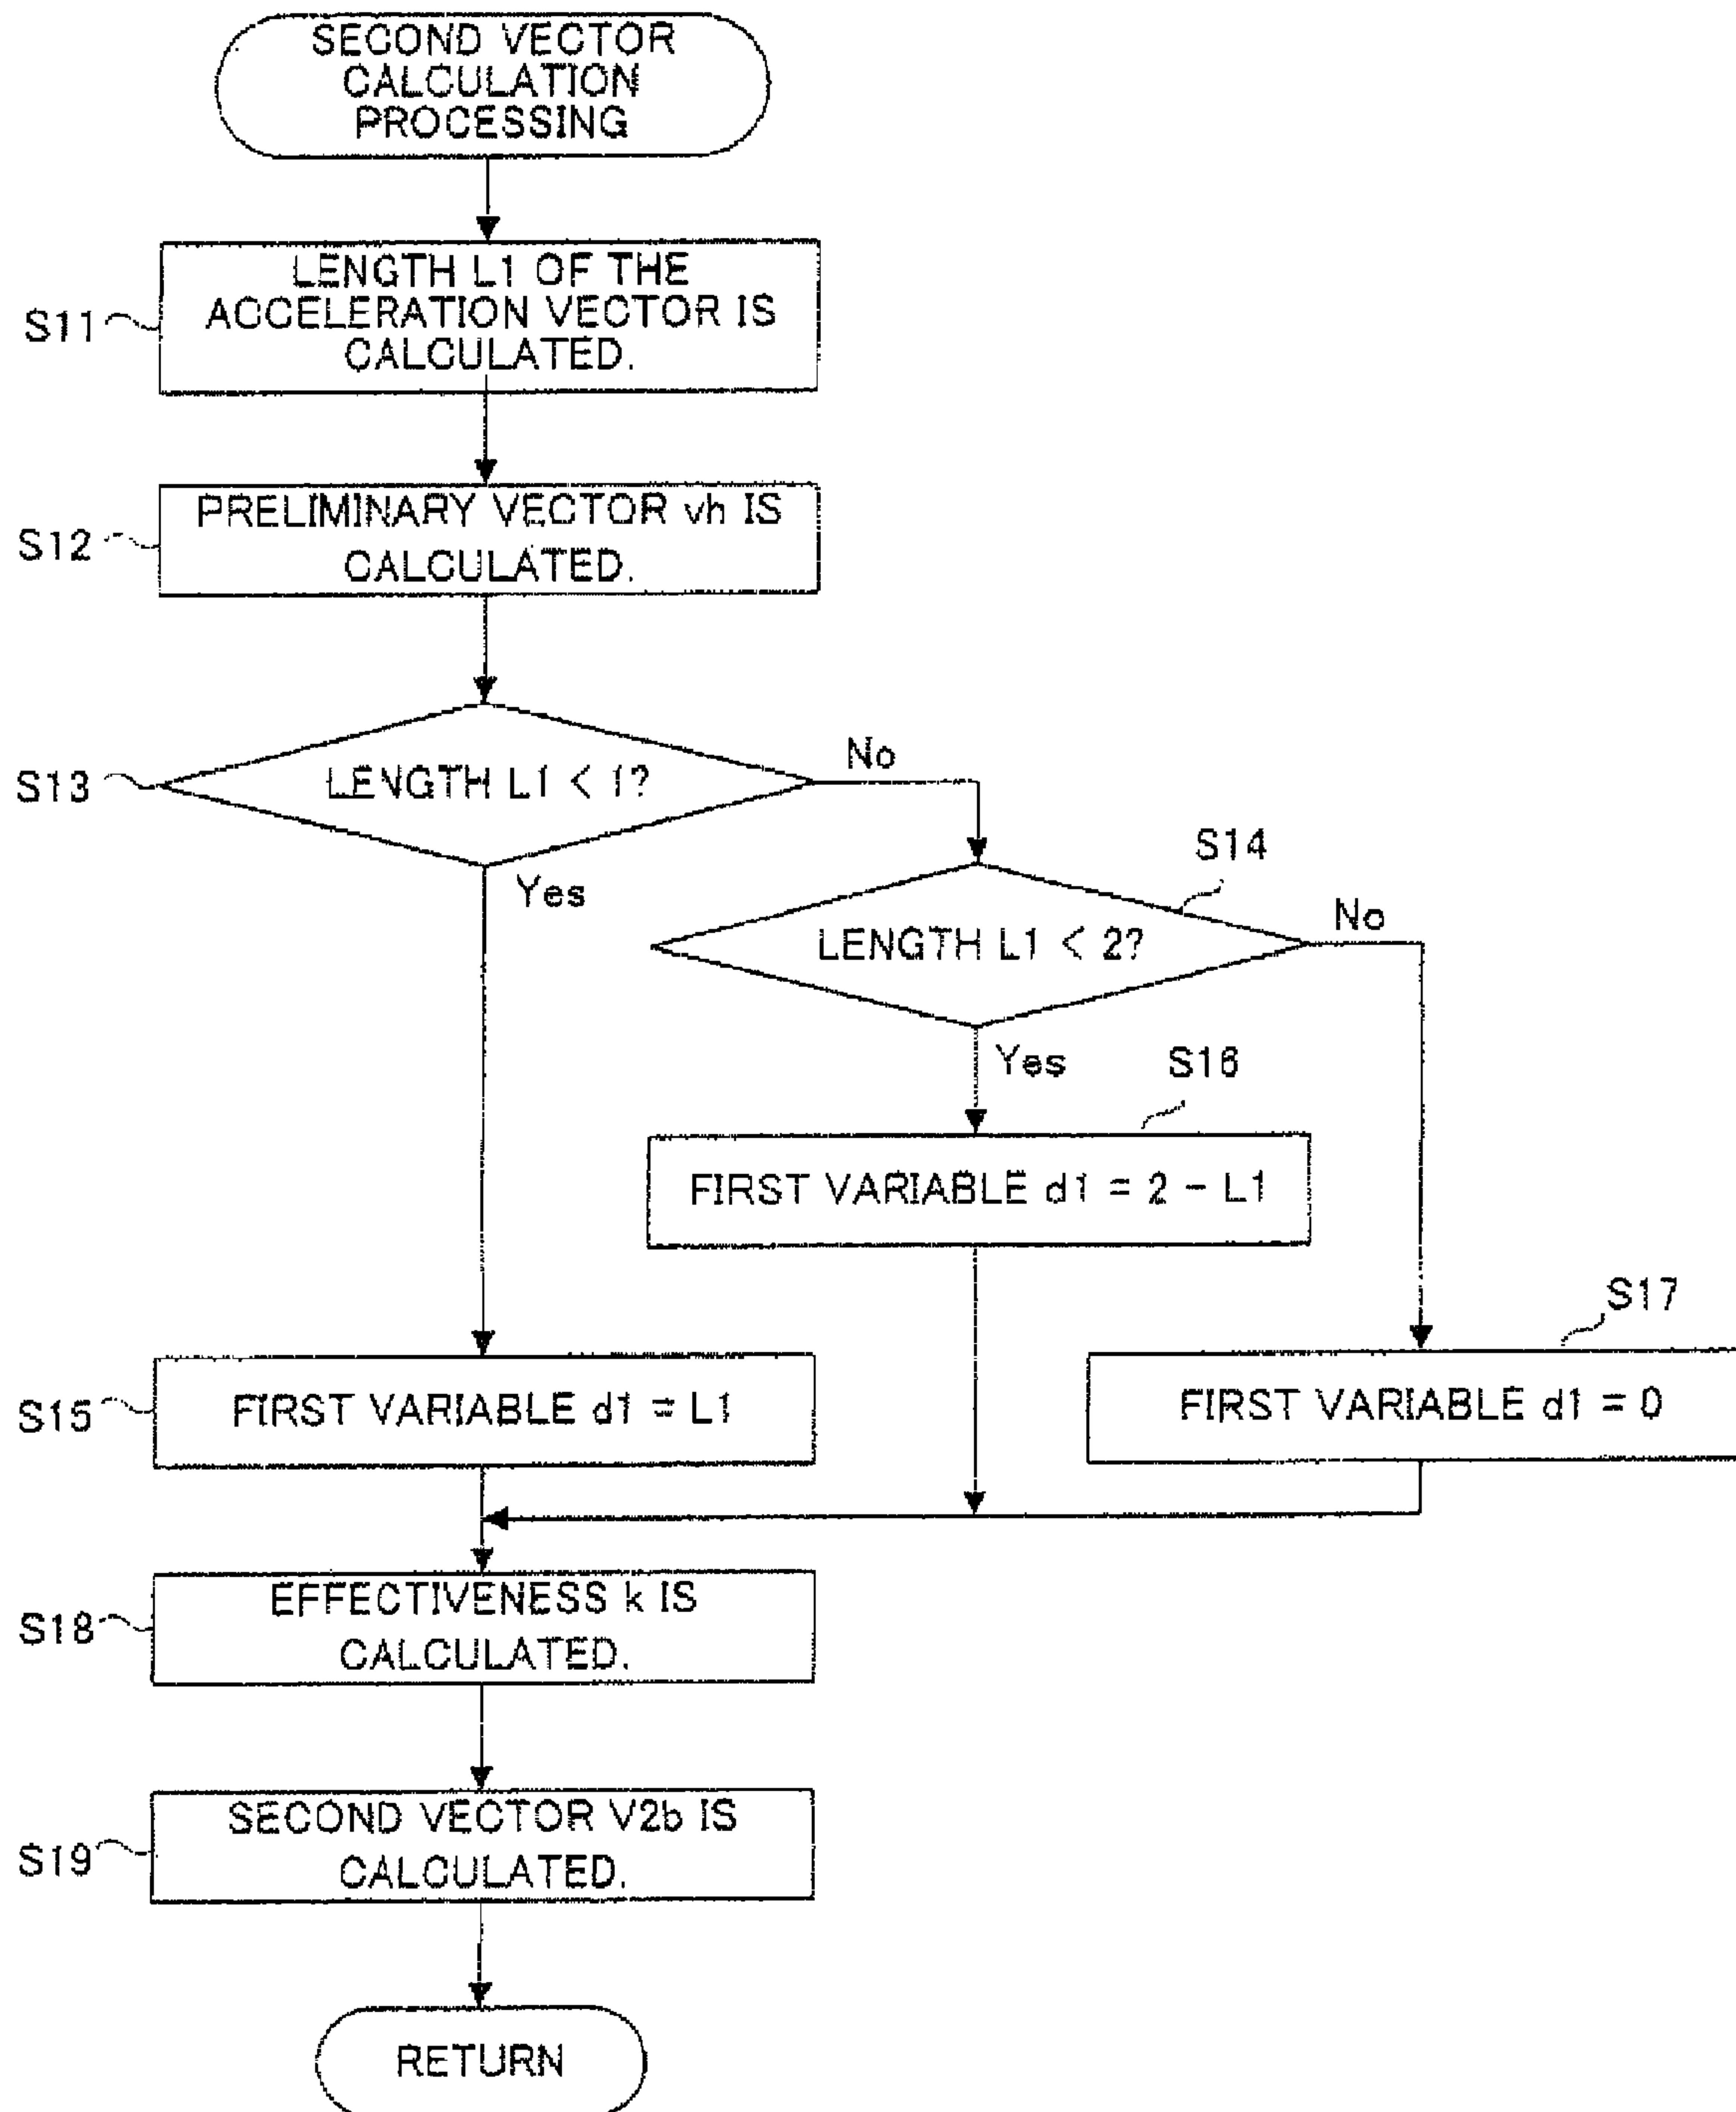 SECOND VECTOR
CALCULATION
PROCESSING
S11
LENGTH L1 OF THE
ACCELERATION VECTOR IS
CALCULATED.
S12
PRELIMINARY VECTOR vh IS
CALCULATED.
S13
LENGTH L1 < 1?
No
Yes
S14
LENGTH L1 < 2?
No
Yes
S16
FIRST VARIABLE d1 = 2 - L1
S17
S15
FIRST VARIABLE d1 = L1
FIRST VARIABLE d1 = 0
S18
EFFECTIVENESS k IS
CALCULATED.
S19
SECOND VECTOR V2b IS
CALCULATED.
RETURN